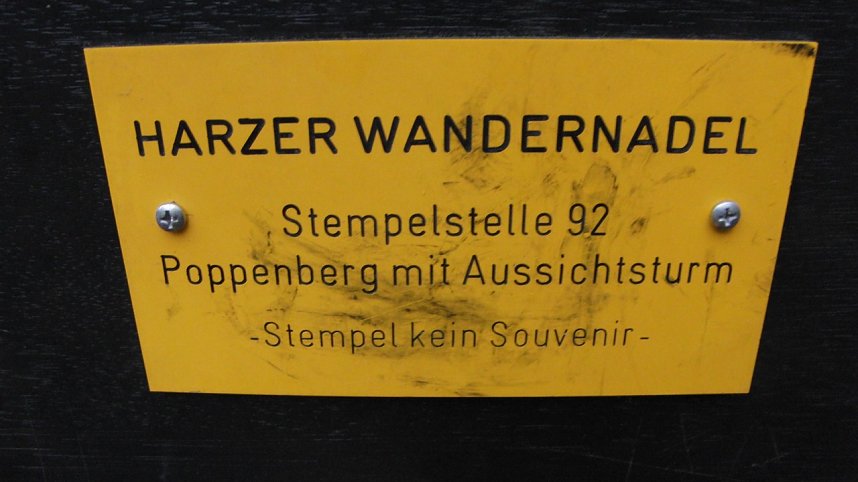 HARZER WANDERNADEL
Stempelstelle 92
Poppenberg mit Aussichtsturm
-Stempel kein Souvenir-